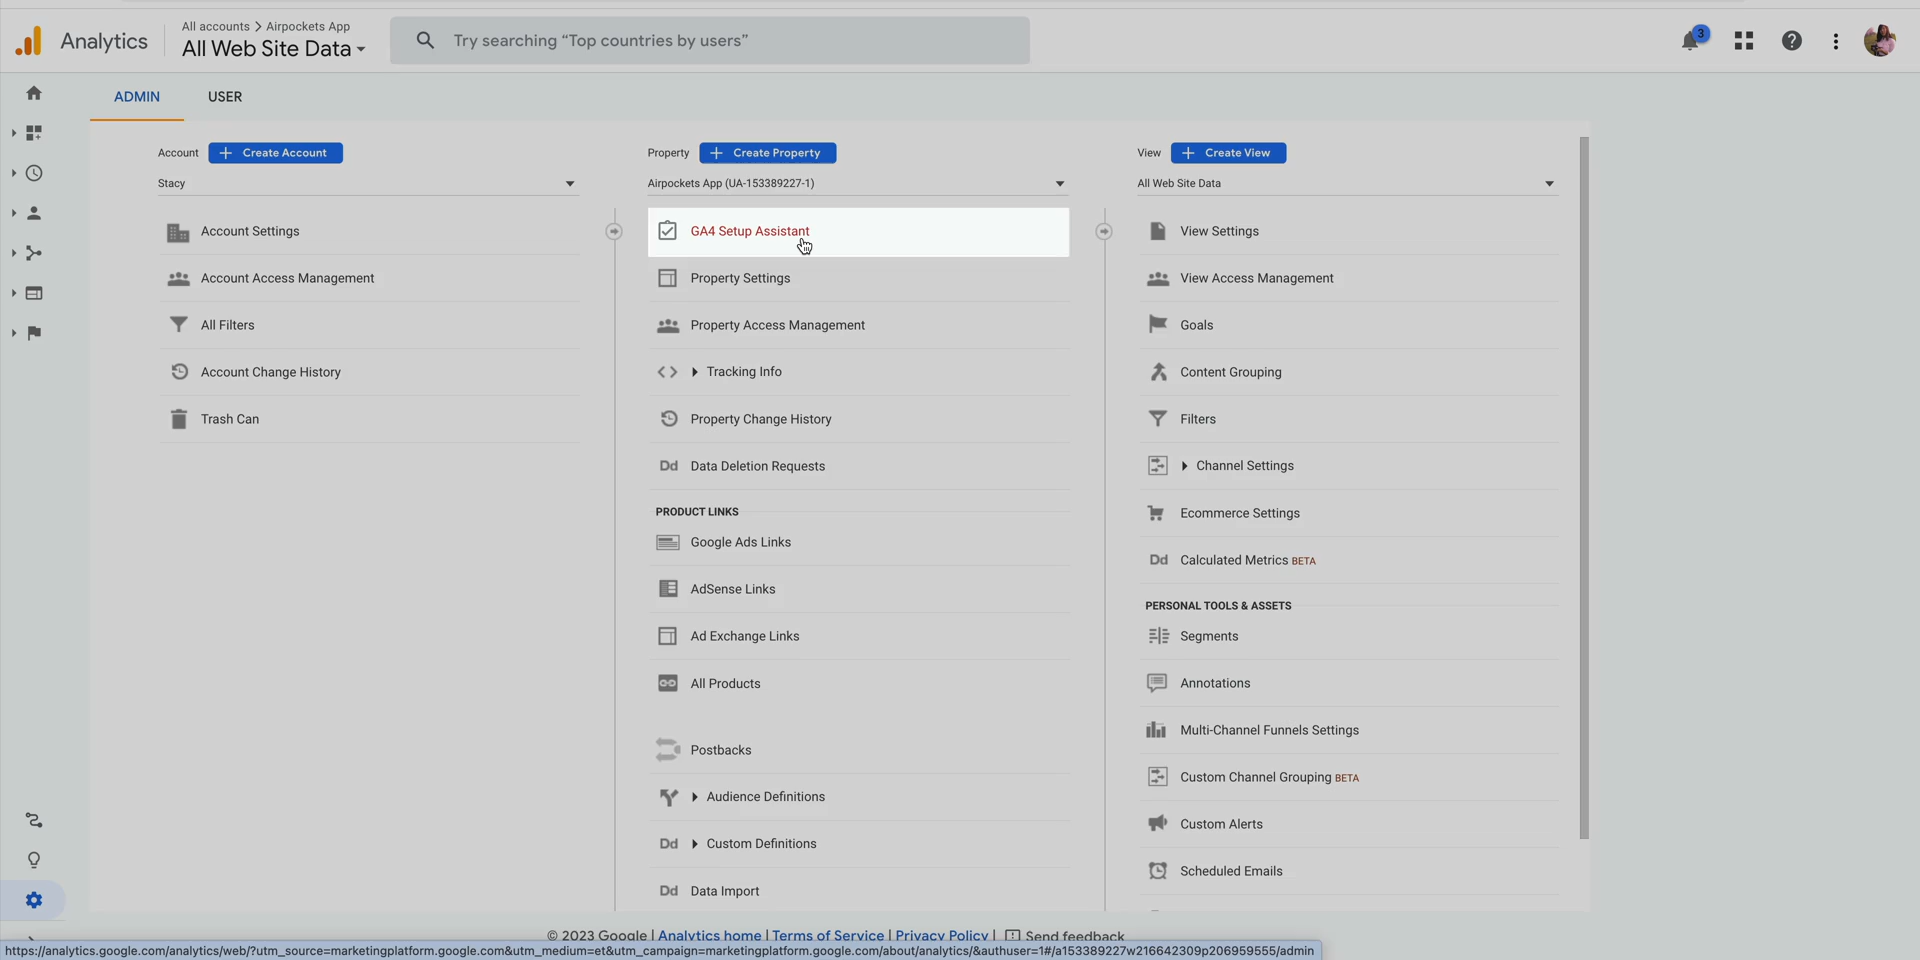 Analytics
All accounts > Airpockets App
All Web Site Data
Try searching “Top countries by users”
3
ADMIN
USER
Account
+ Create Account
Stacy
Account Settings
Account Access Management
All Filters
Account Change History
Trash Can
Property
+ Create Property
Airpockets App (UA-153389227-1)
GA4 Setup Assistant
Property Settings
Property Access Management
Tracking Info
Property Change History
Dd Data Deletion Requests
PRODUCT LINKS
Google Ads Links
AdSense Links
Ad Exchange Links
All Products
Postbacks
Audience Definitions
Dd Custom Definitions
Dd Data Import
View
+ Create View
All Web Site Data
View Settings
View Access Management
Goals
Content Grouping
Filters
Channel Settings
Ecommerce Settings
Dd Calculated Metrics BETA
PERSONAL TOOLS & ASSETS
Segments
Annotations
Multi-Channel Funnels Settings
Custom Channel Grouping BETA
Custom Alerts
Scheduled Emails
© 2023 Google | Analytics home | Terms of Service | Privacy Policy | Send feedback
https://analytics.google.com/analytics/web/?utm_source=marketingplatform.google.com&utm_medium=et&utm_campaign=marketingplatform.google.com/about/analytics/&authuser=1#/a153389227w216642309p206959555/admin